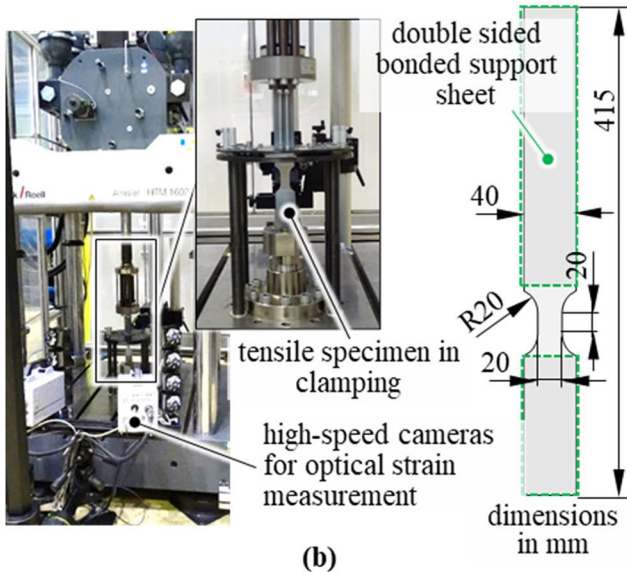 double sided
bonded support
sheet
415
40
20
R20
20
k / Roell
Amsler HTM 1602
tensile specimen in
clamping
high-speed cameras
for optical strain
measurement
dimensions
in mm
(b)